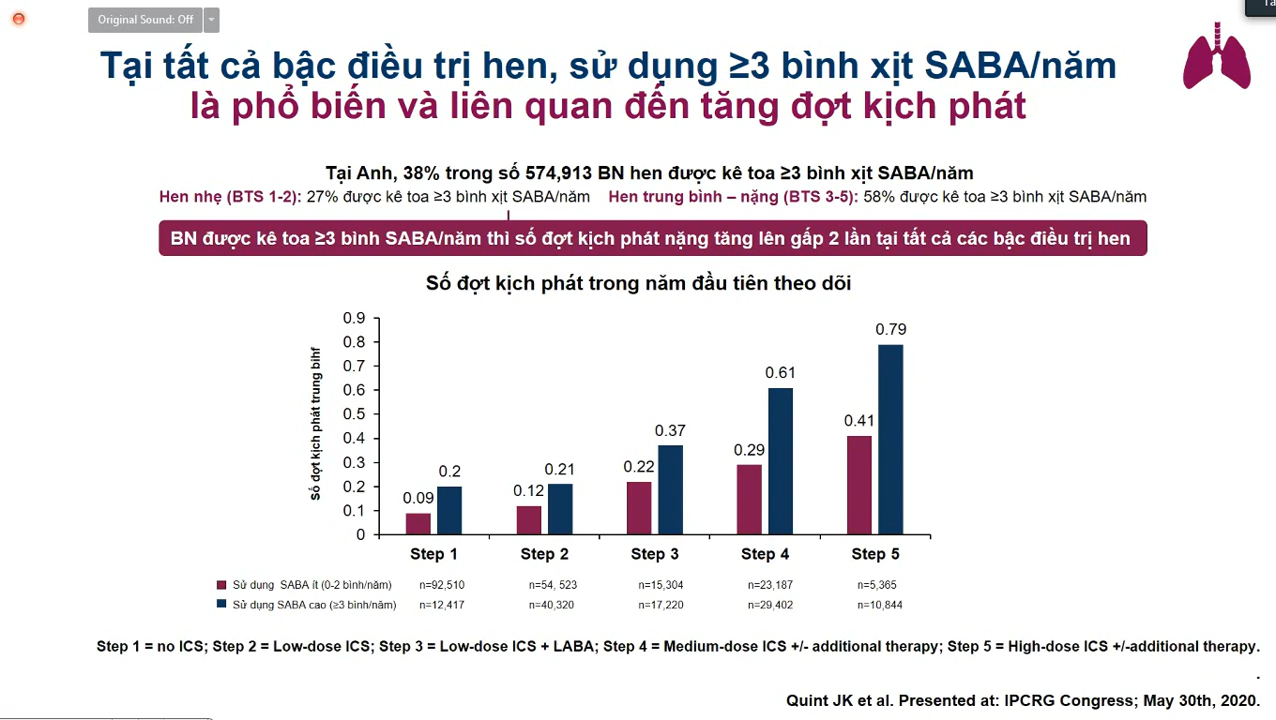 Original Sound: Off
Tại tất cả bậc điều trị hen, sử dụng ≥3 bình xịt SABA/năm
là phổ biến và liên quan đến tăng đợt kịch phát
Tại Anh, 38% trong số 574,913 BN hen được kê toa ≥3 bình xịt SABA/năm
Hen nhẹ (BTS 1-2): 27% được kê toa ≥3 bình xịt SABA/năm Hen trung bình – nặng (BTS 3-5): 58% được kê toa ≥3 bình xịt SABA/năm
BN được kê toa ≥3 bình SABA/năm thì số đợt kịch phát nặng tăng lên gấp 2 lần tại tất cả các bậc điều trị hen
Số đợt kịch phát trong năm đầu tiên theo dõi
Số đợt kịch phát trung bihf
0.9
0.8
0.7
0.6
0.5
0.4
0.3
0.2
0.1
0
0.09 0.2 0.12 0.21 0.22 0.37 0.29 0.61 0.41 0.79
Step 1 Step 2 Step 3 Step 4 Step 5
Sử dụng SABA ít (0-2 bình/năm) n=92,510 n=54, 523 n=15,304 n=23,187 n=5,365
Sử dụng SABA cao (≥3 bình/năm) n=12,417 n=40,320 n=17,220 n=29,402 n=10,844
Step 1 = no ICS; Step 2 = Low-dose ICS; Step 3 = Low-dose ICS + LABA; Step 4 = Medium-dose ICS +/- additional therapy; Step 5 = High-dose ICS +/-additional therapy.
.
Quint JK et al. Presented at: IPCRG Congress; May 30th, 2020.